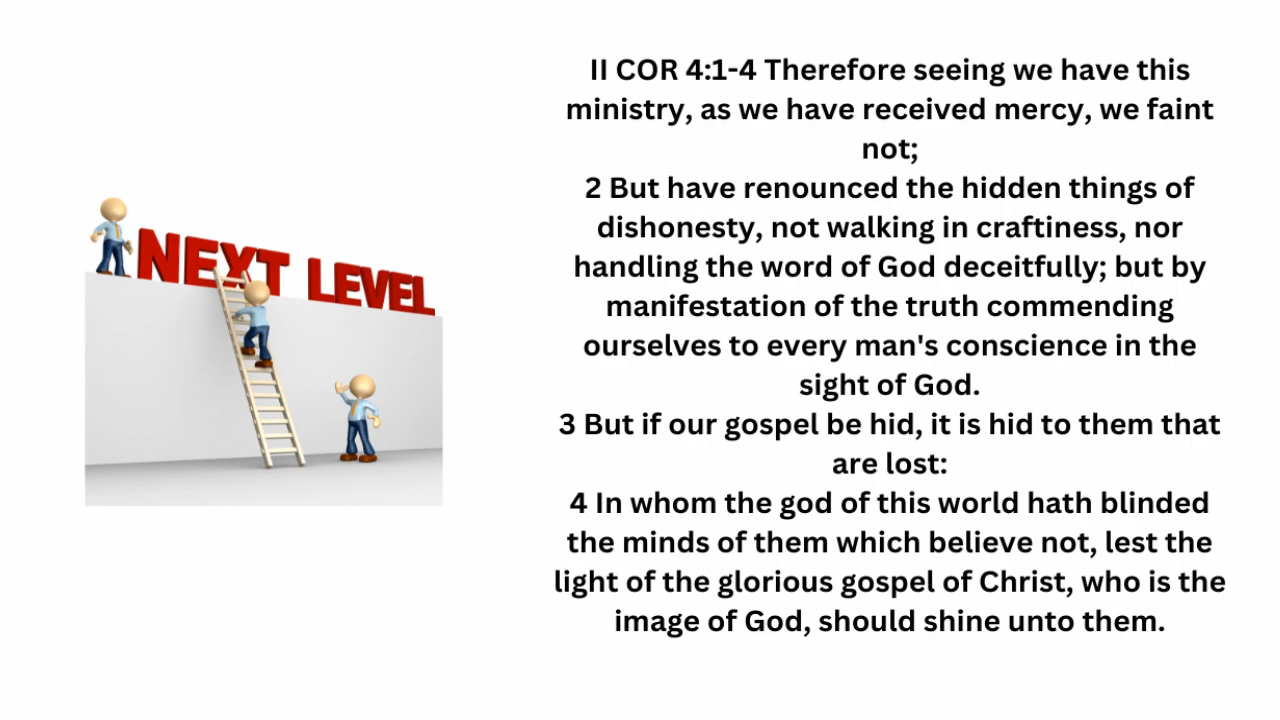 NEXT LEVEL
II COR 4:1-4 Therefore seeing we have this
ministry, as we have received mercy, we faint
not;
2 But have renounced the hidden things of
dishonesty, not walking in craftiness, nor
handling the word of God deceitfully; but by
manifestation of the truth commending
ourselves to every man's conscience in the
sight of God.
3 But if our gospel be hid, it is hid to them that
are lost:
4 In whom the god of this world hath blinded
the minds of them which believe not, lest the
light of the glorious gospel of Christ, who is the
image of God, should shine unto them.